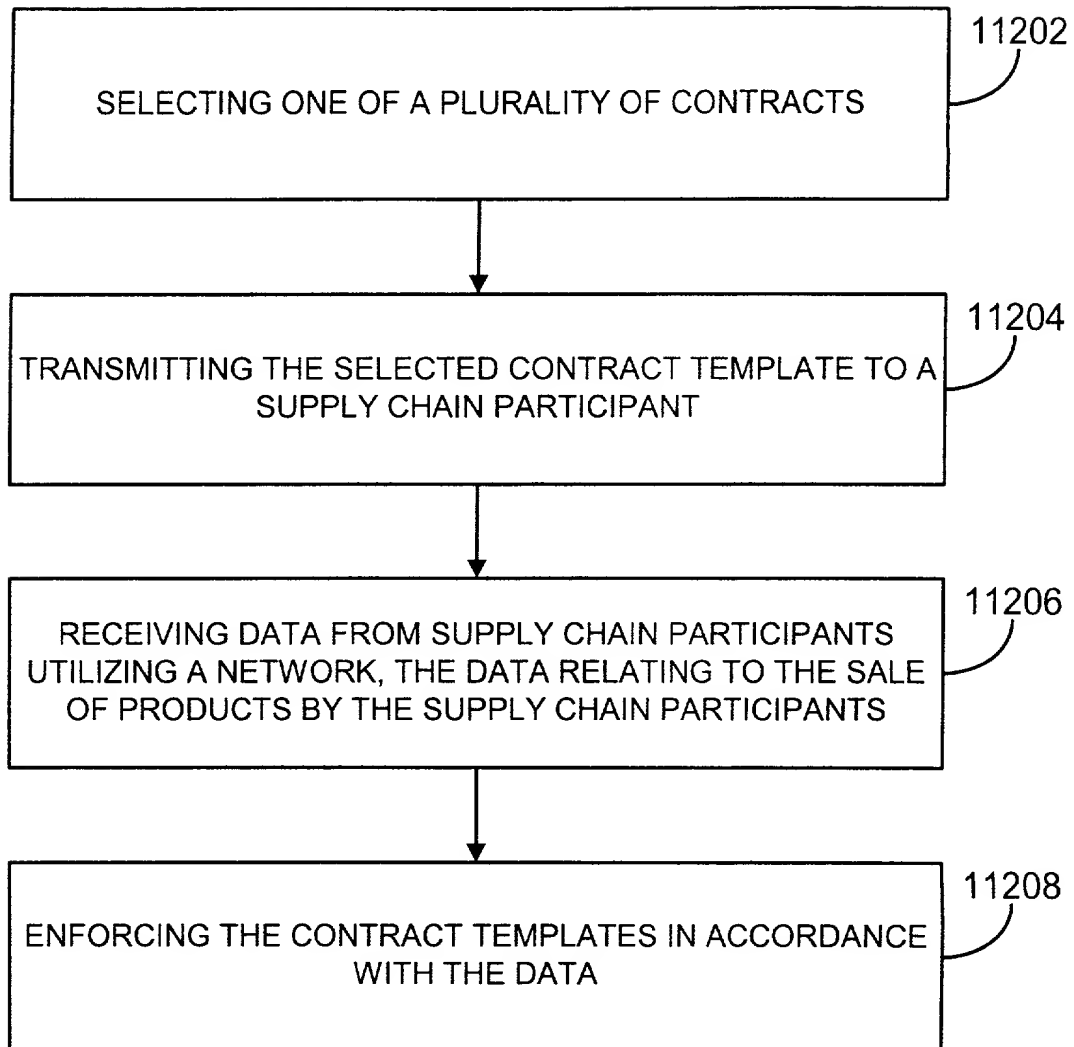 11202
SELECTING ONE OF A PLURALITY OF CONTRACTS
11204
TRANSMITTING THE SELECTED CONTRACT TEMPLATE TO A
SUPPLY CHAIN PARTICIPANT
11206
RECEIVING DATA FROM SUPPLY CHAIN PARTICIPANTS
UTILIZING A NETWORK, THE DATA RELATING TO THE SALE
OF PRODUCTS BY THE SUPPLY CHAIN PARTICIPANTS
11208
ENFORCING THE CONTRACT TEMPLATES IN ACCORDANCE
WITH THE DATA